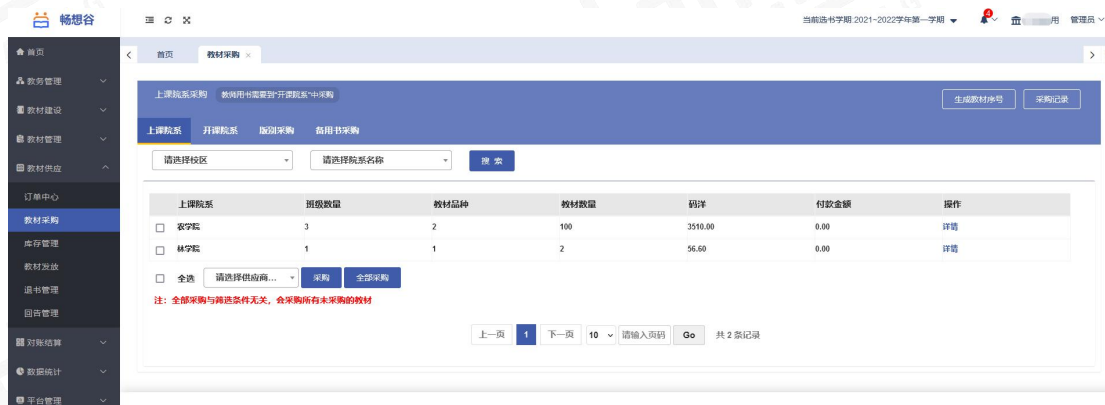 畅想谷
当前选书学期:2021-2022学年第一学期
4
用
管理员
首页
教务管理
教材建设
教材管理
教材供应
订单中心
教材采购
库存管理
教材发放
退书管理
回告管理
对账结算
数据统计
平台管理
首页
教材采购 ×
上课院系采购
教师用书需要到“开课院系”中采购
生成教材序号
采购记录
上课院系
开课院系
版别采购
备用书采购
请选择校区
请选择院系名称
搜 索
上课院系 班级数量 教材品种 教材数量 码洋 付款金额 操作
农学院 3 2 100 3510.00 0.00 详情
林学院 1 1 2 56.60 0.00 详情
全选
请选择供应商...
采购
全部采购
注：全部采购与筛选条件无关，会采购所有未采购的教材
上一页 1 下一页 10 请输入页码 Go 共 2 条记录